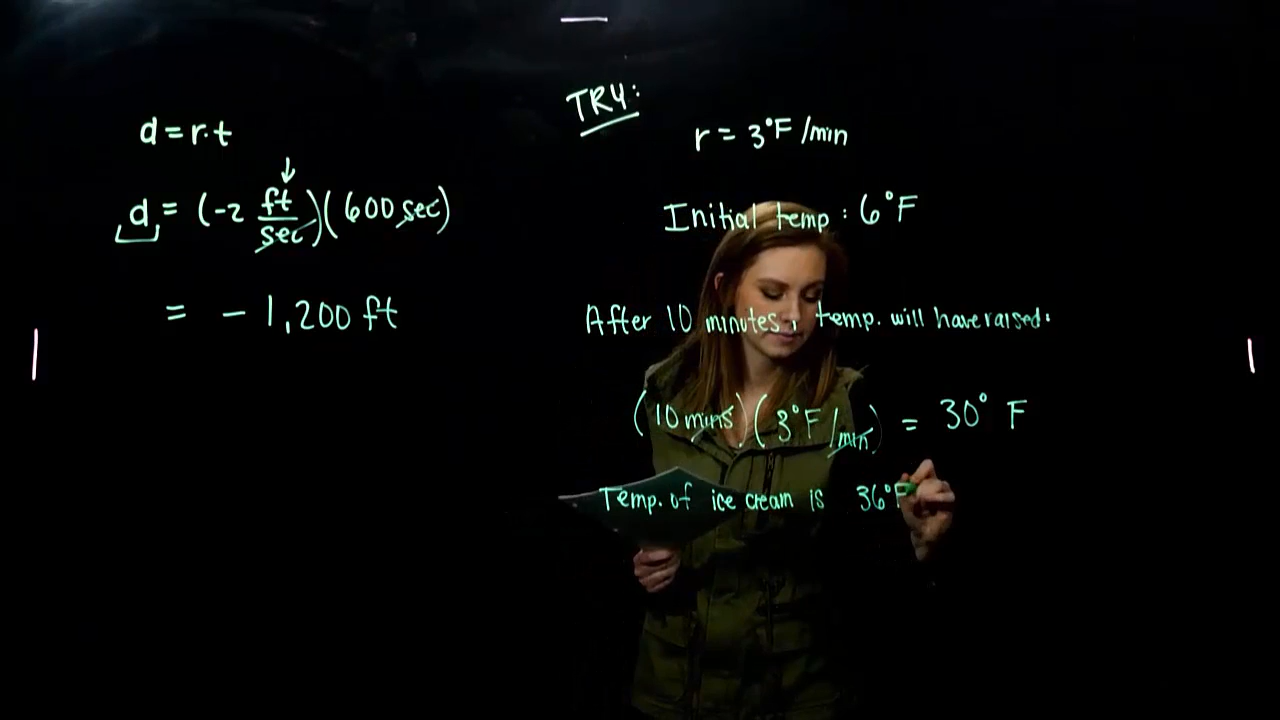 d = r·t
d = (-2 ft/sec)(600 sec)
= - 1,200 ft
TRY:
r = 3°F/min
Initial temp: 6°F
After 10 minutes, temp. will have raised:
(10 mins)(3°F/min) = 30° F
Temp. of ice cream is 36°F